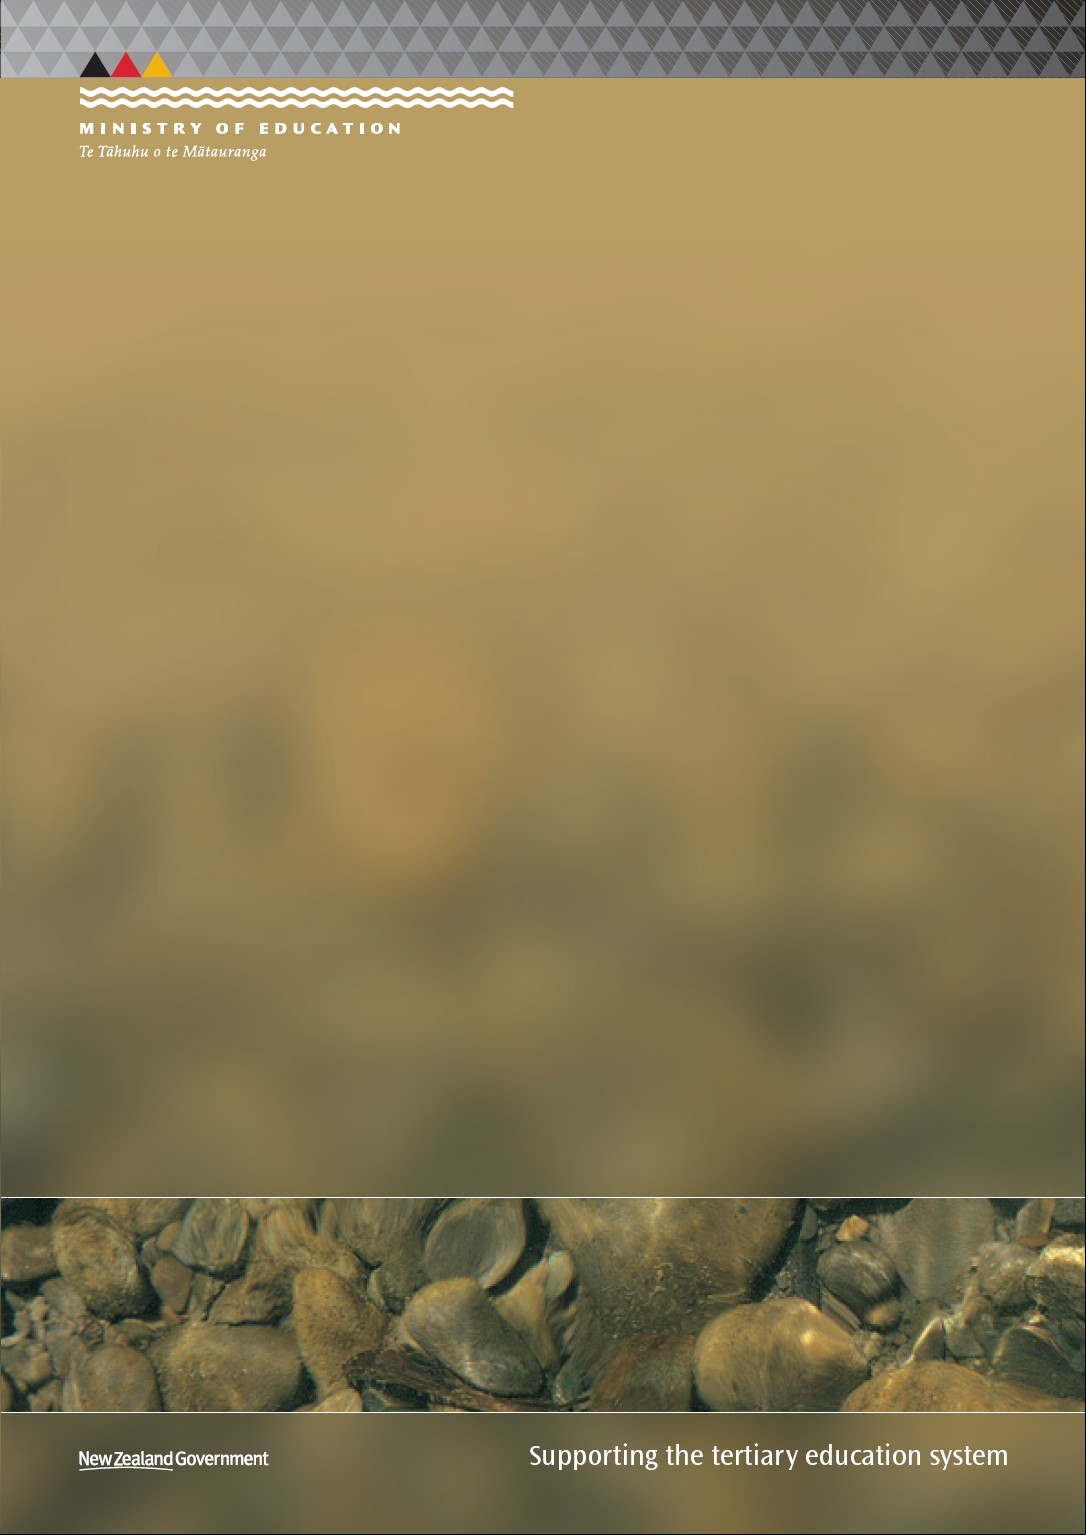 MINISTRY OF EDUCATION
Te Tāhuhu o te Mātauranga
New Zealand Government
Supporting the tertiary education system